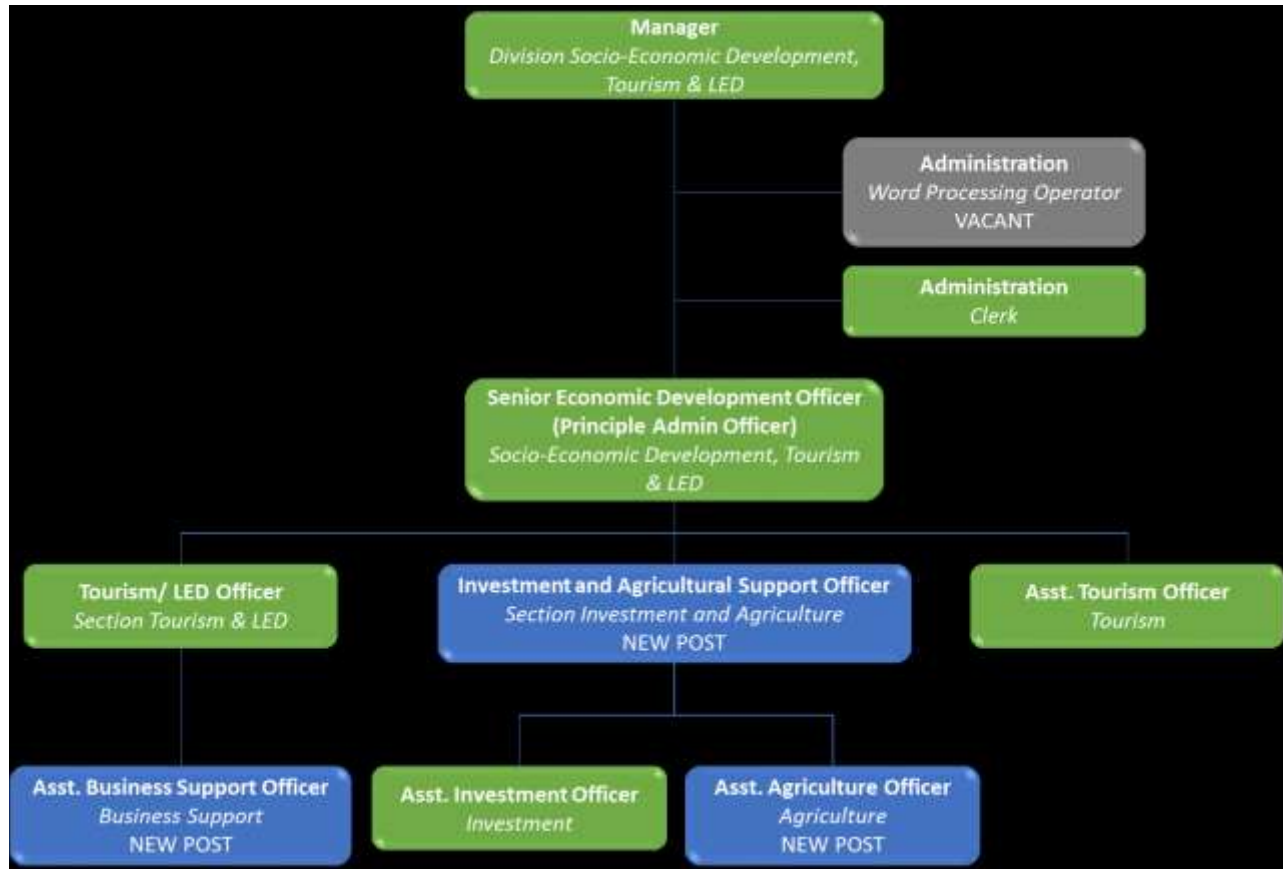 Manager
Division Socio-Economic Development,
Tourism & LED
Administration
Word Processing Operator
VACANT
Administration
Clerk
Senior Economic Development Officer
(Principle Admin Officer)
Socio-Economic Development, Tourism
& LED
Tourism/ LED Officer
Section Tourism & LED
Investment and Agricultural Support Officer
Section Investment and Agriculture
NEW POST
Asst. Tourism Officer
Tourism
Asst. Business Support Officer
Business Support
NEW POST
Asst. Investment Officer
Investment
Asst. Agriculture Officer
Agriculture
NEW POST